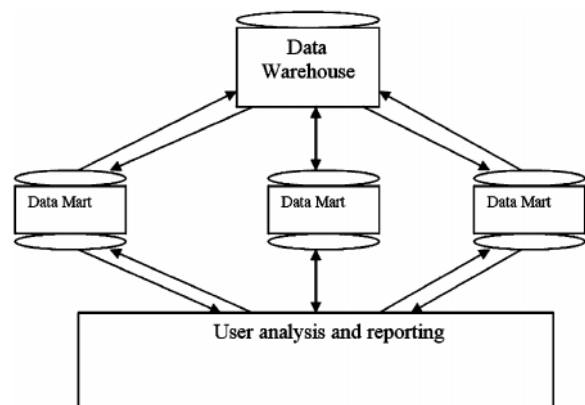 Data
Warehouse
Data Mart
Data Mart
Data Mart
User analysis and reporting